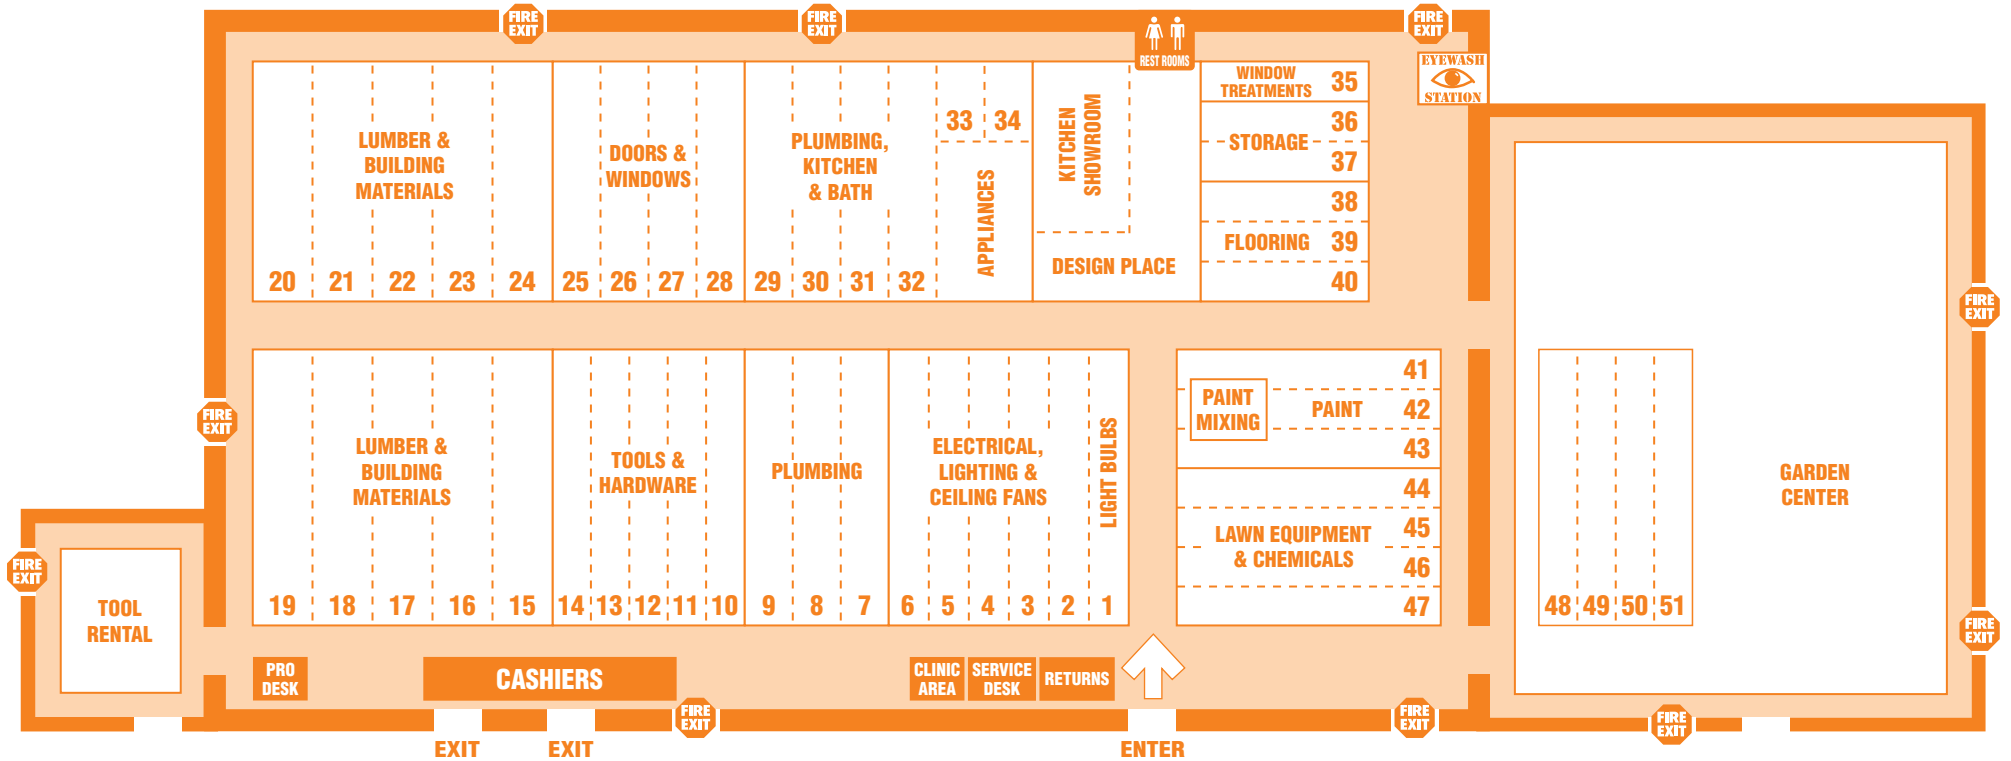 FIRE
EXIT
FIRE
EXIT
REST ROOMS
FIRE
EXIT
EYEWASH
STATION
LUMBER &
BUILDING
MATERIALS
20 21 22 23 24
DOORS &
WINDOWS
25 26 27 28
PLUMBING,
KITCHEN
& BATH
29 30 31 32
33 34
APPLIANCES
KITCHEN
SHOWROOM
DESIGN PLACE
WINDOW
TREATMENTS 35
36
STORAGE
37
38
FLOORING 39
40
FIRE
EXIT
FIRE
EXIT
LUMBER &
BUILDING
MATERIALS
19 18 17 16 15
TOOLS &
HARDWARE
14 13 12 11 10
PLUMBING
9 8 7
ELECTRICAL,
LIGHTING &
CEILING FANS
LIGHT BULBS
6 5 4 3 2 1
41
PAINT
MIXING
PAINT 42
43
44
LAWN EQUIPMENT
& CHEMICALS
45
46
47
48 49 50 51
GARDEN
CENTER
FIRE
EXIT
TOOL
RENTAL
FIRE
EXIT
PRO
DESK
CASHIERS
CLINIC
AREA
SERVICE
DESK
RETURNS
FIRE
EXIT
FIRE
EXIT
FIRE
EXIT
EXIT
EXIT
ENTER